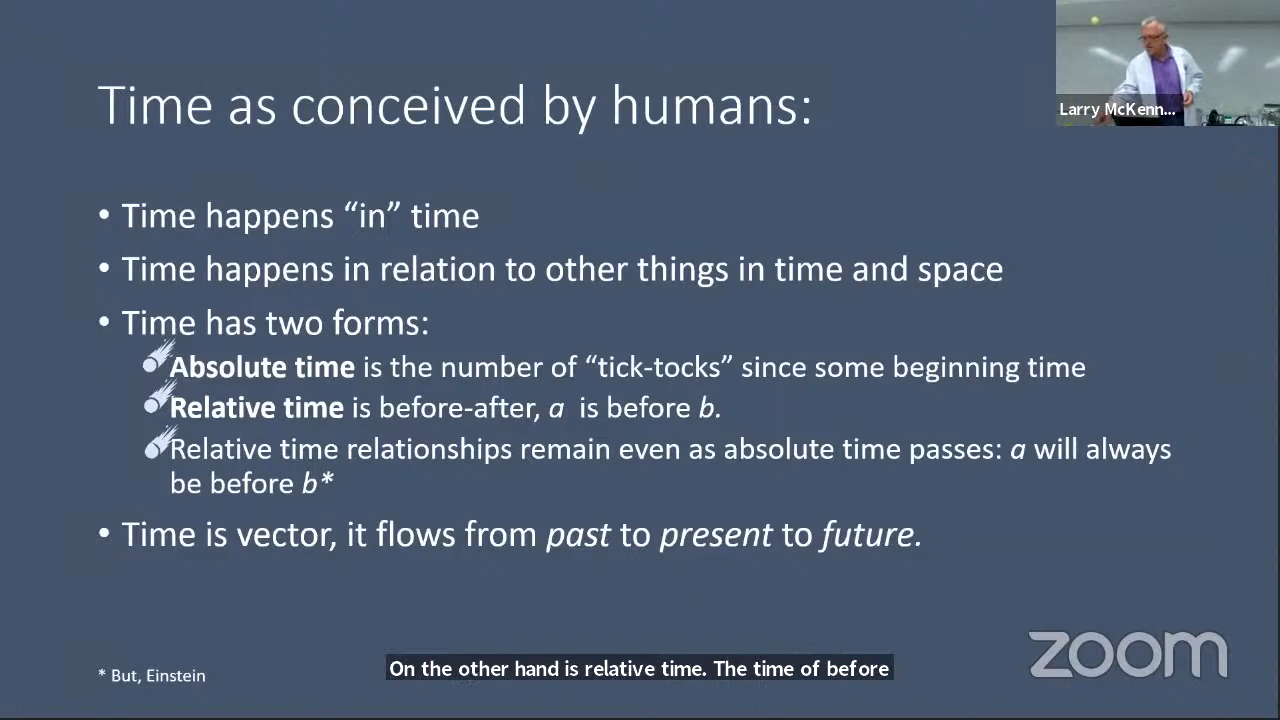 Time as conceived by humans:
Larry McKenn...
• Time happens “in” time
• Time happens in relation to other things in time and space
• Time has two forms:
Absolute time is the number of “tick-tocks” since some beginning time
Relative time is before-after, a is before b.
Relative time relationships remain even as absolute time passes: a will always
be before b*
• Time is vector, it flows from past to present to future.
* But, Einstein
On the other hand is relative time. The time of before
zoom